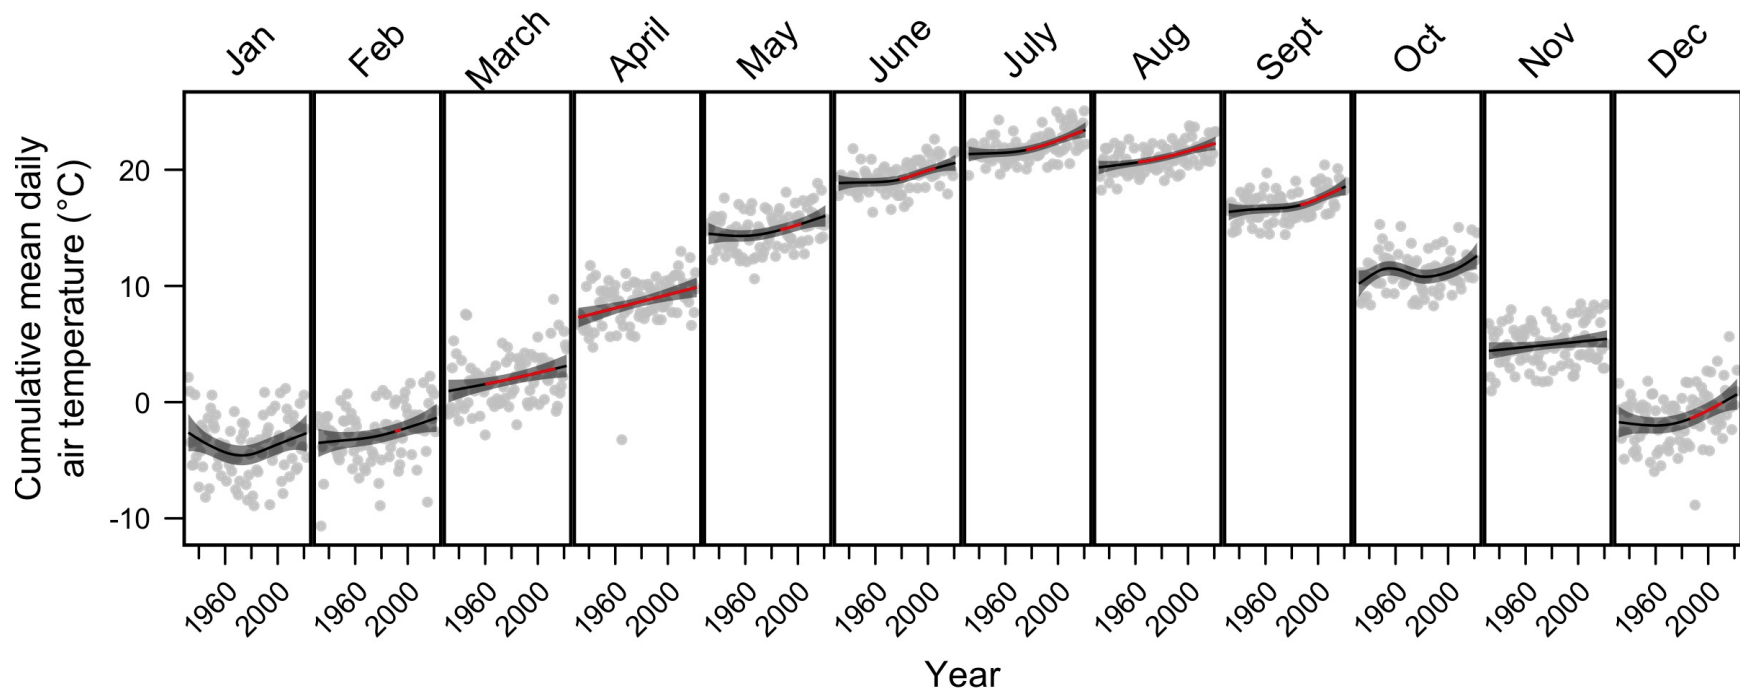 Jan Feb March April May June July Aug Sept Oct Nov Dec
Cumulative mean daily
air temperature (°C)
20
10
0
-10
1960 2000 1960 2000 1960 2000 1960 2000 1960 2000 1960 2000 1960 2000 1960 2000 1960 2000 1960 2000 1960 2000 1960 2000
Year